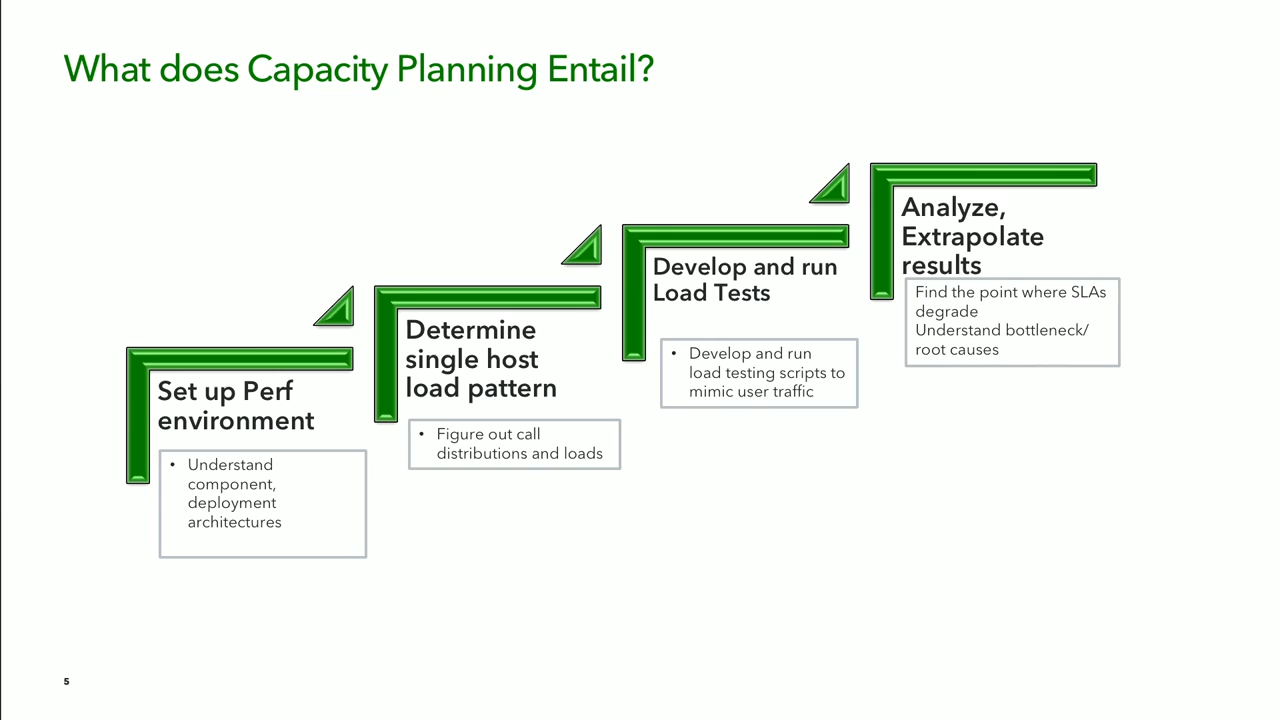 What does Capacity Planning Entail?
Set up Perf
environment
• Understand
component,
deployment
architectures
Determine
single host
load pattern
• Figure out call
distributions and loads
Develop and run
Load Tests
• Develop and run
load testing scripts to
mimic user traffic
Analyze,
Extrapolate
results
Find the point where SLAs
degrade
Understand bottleneck/
root causes
5